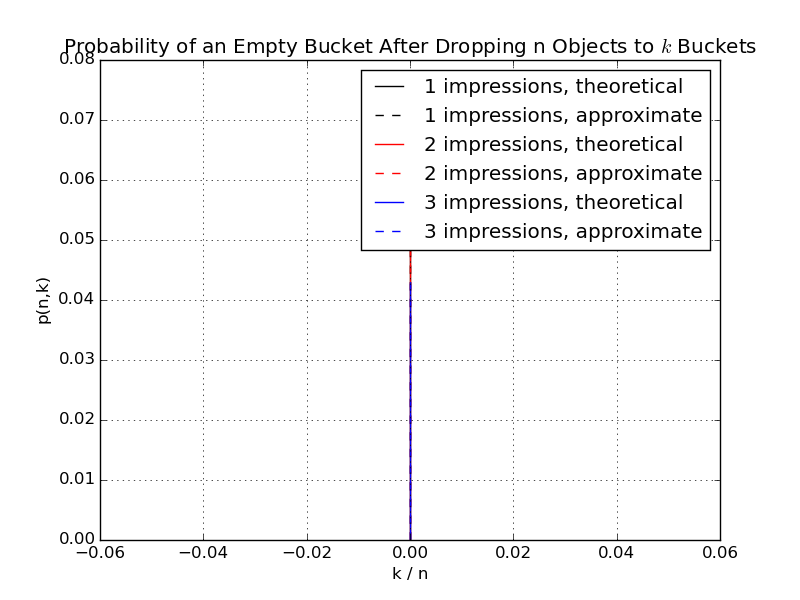 Probability of an Empty Bucket After Dropping n Objects to k Buckets
0.08
0.07
0.06
0.05
0.04
0.03
0.02
0.01
0.00
p(n,k)
1 impressions, theoretical
1 impressions, approximate
2 impressions, theoretical
2 impressions, approximate
3 impressions, theoretical
3 impressions, approximate
−0.06 −0.04 −0.02 0.00 0.02 0.04 0.06
k / n